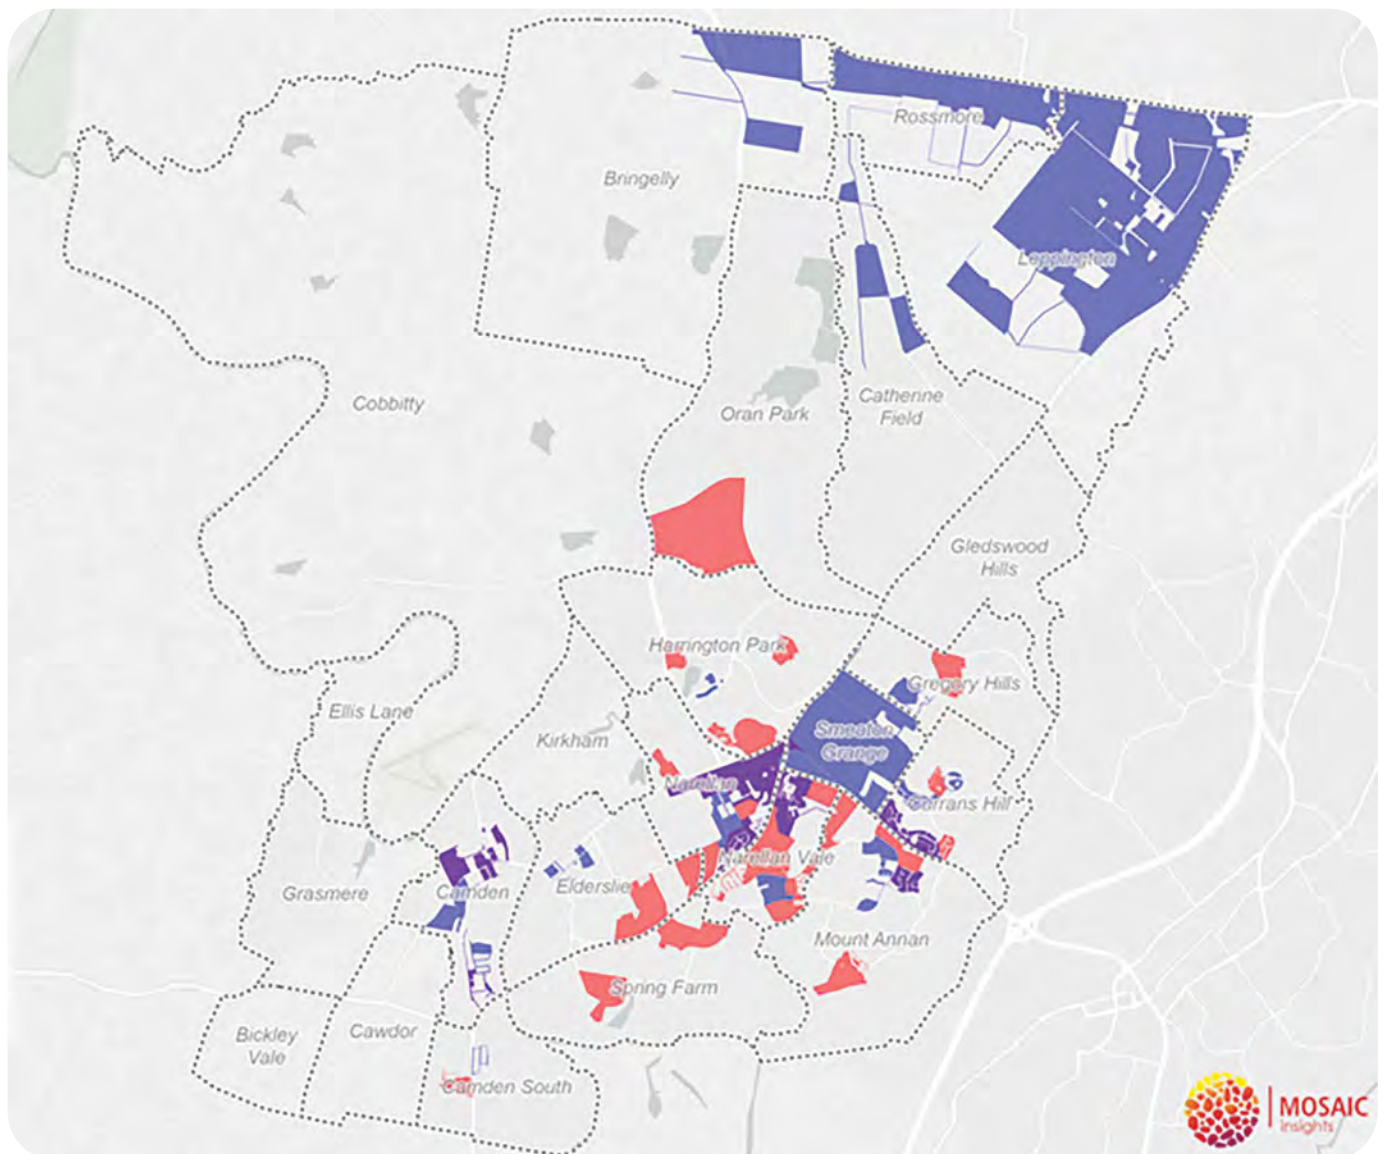 Rossmore
Bringelly
Leppington
Cobbitty
Oran Park
Catherine
Field
Gledswood
Hills
Harrington Park
Gregory Hills
Ellis Lane
Kirkham
Smeaton
Grange
Narellan
Currans Hill
Narellan Vale
Grasmere
Camden
Elderslie
Mount Annan
Spring Farm
Bickley
Vale
Cawdor
Camden South
MOSAIC
Insights